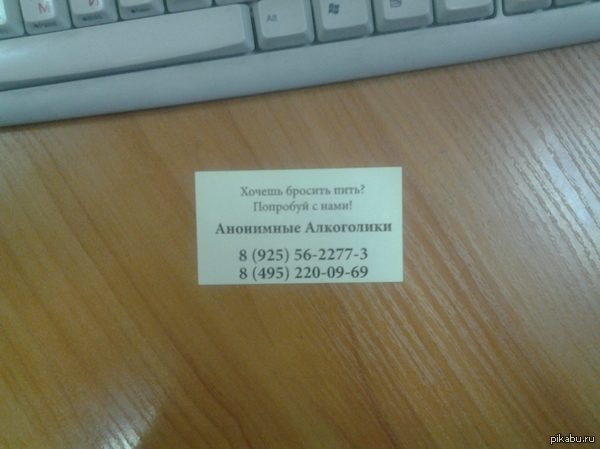 М И Alt
Хочешь бросить пить?
Попробуй с нами!
Анонимные Алкоголики
8 (925) 56-2277-3
8 (495) 220-09-69
pikabu.ru